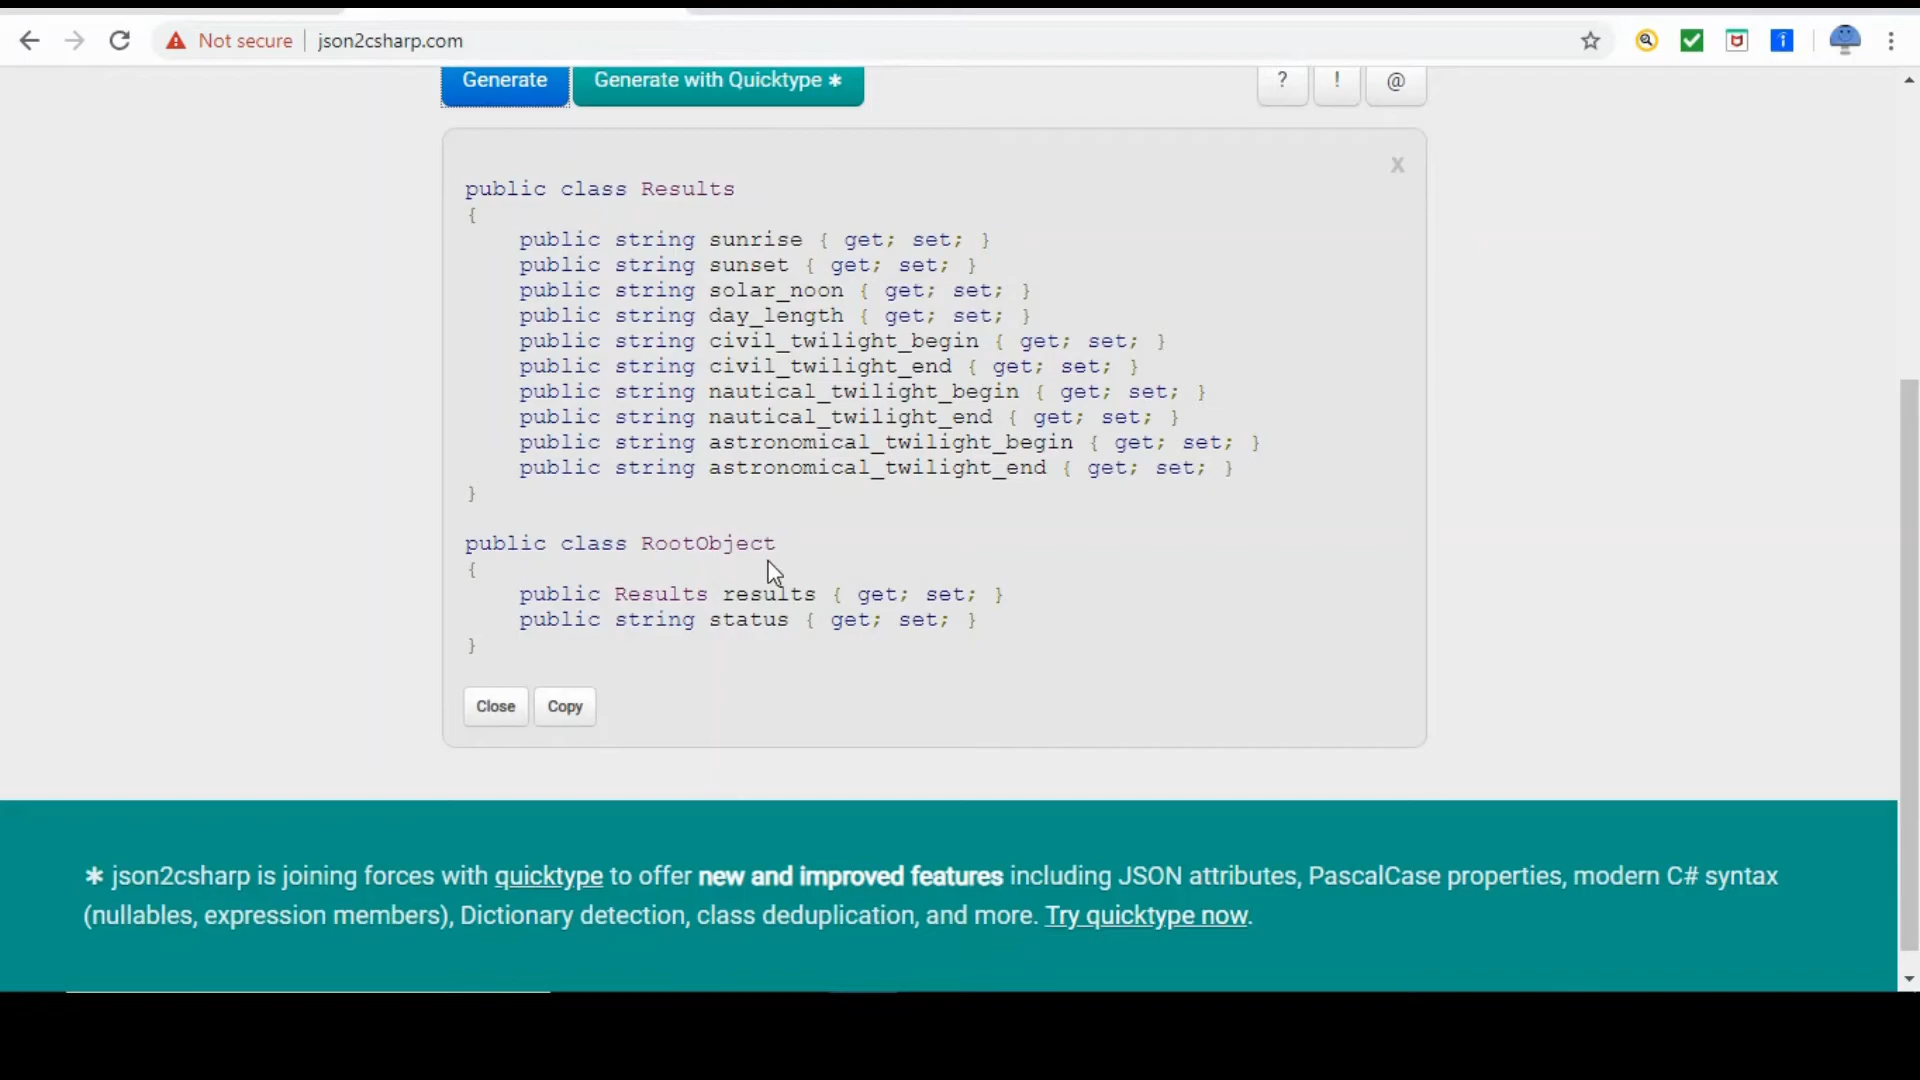 Not secure json2csharp.com
Generate Generate with Quicktype * ? ! @
x
public class Results
{
public string sunrise { get; set; }
public string sunset { get; set; }
public string solar_noon { get; set; }
public string day_length { get; set; }
public string civil_twilight_begin { get; set; }
public string civil_twilight_end { get; set; }
public string nautical_twilight_begin { get; set; }
public string nautical_twilight_end { get; set; }
public string astronomical_twilight_begin { get; set; }
public string astronomical_twilight_end { get; set; }
}
public class RootObject
{
public Results results { get; set; }
public string status { get; set; }
}
Close Copy
* json2csharp is joining forces with quicktype to offer new and improved features including JSON attributes, PascalCase properties, modern C# syntax
(nullables, expression members), Dictionary detection, class deduplication, and more. Try quicktype now.